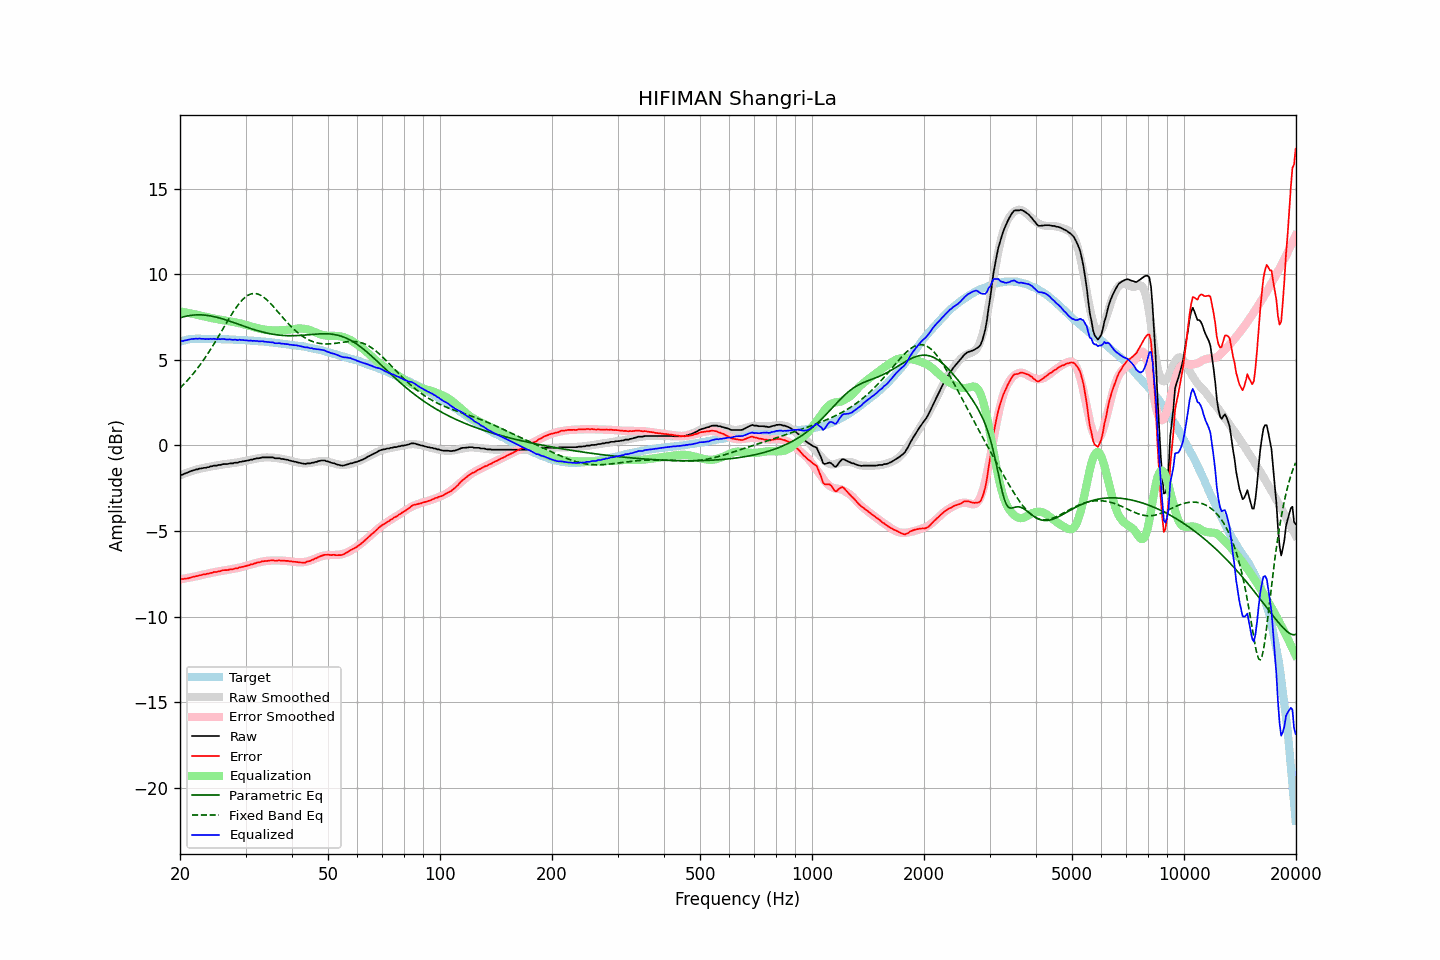 HIFIMAN Shangri-La
Amplitude (dBr)
15
10
5
0
−5
−10
−15
−20
Target
Raw Smoothed
Error Smoothed
Raw
Error
Equalization
Parametric Eq
Fixed Band Eq
Equalized
20 50 100 200 500 1000 2000 5000 10000 20000
Frequency (Hz)